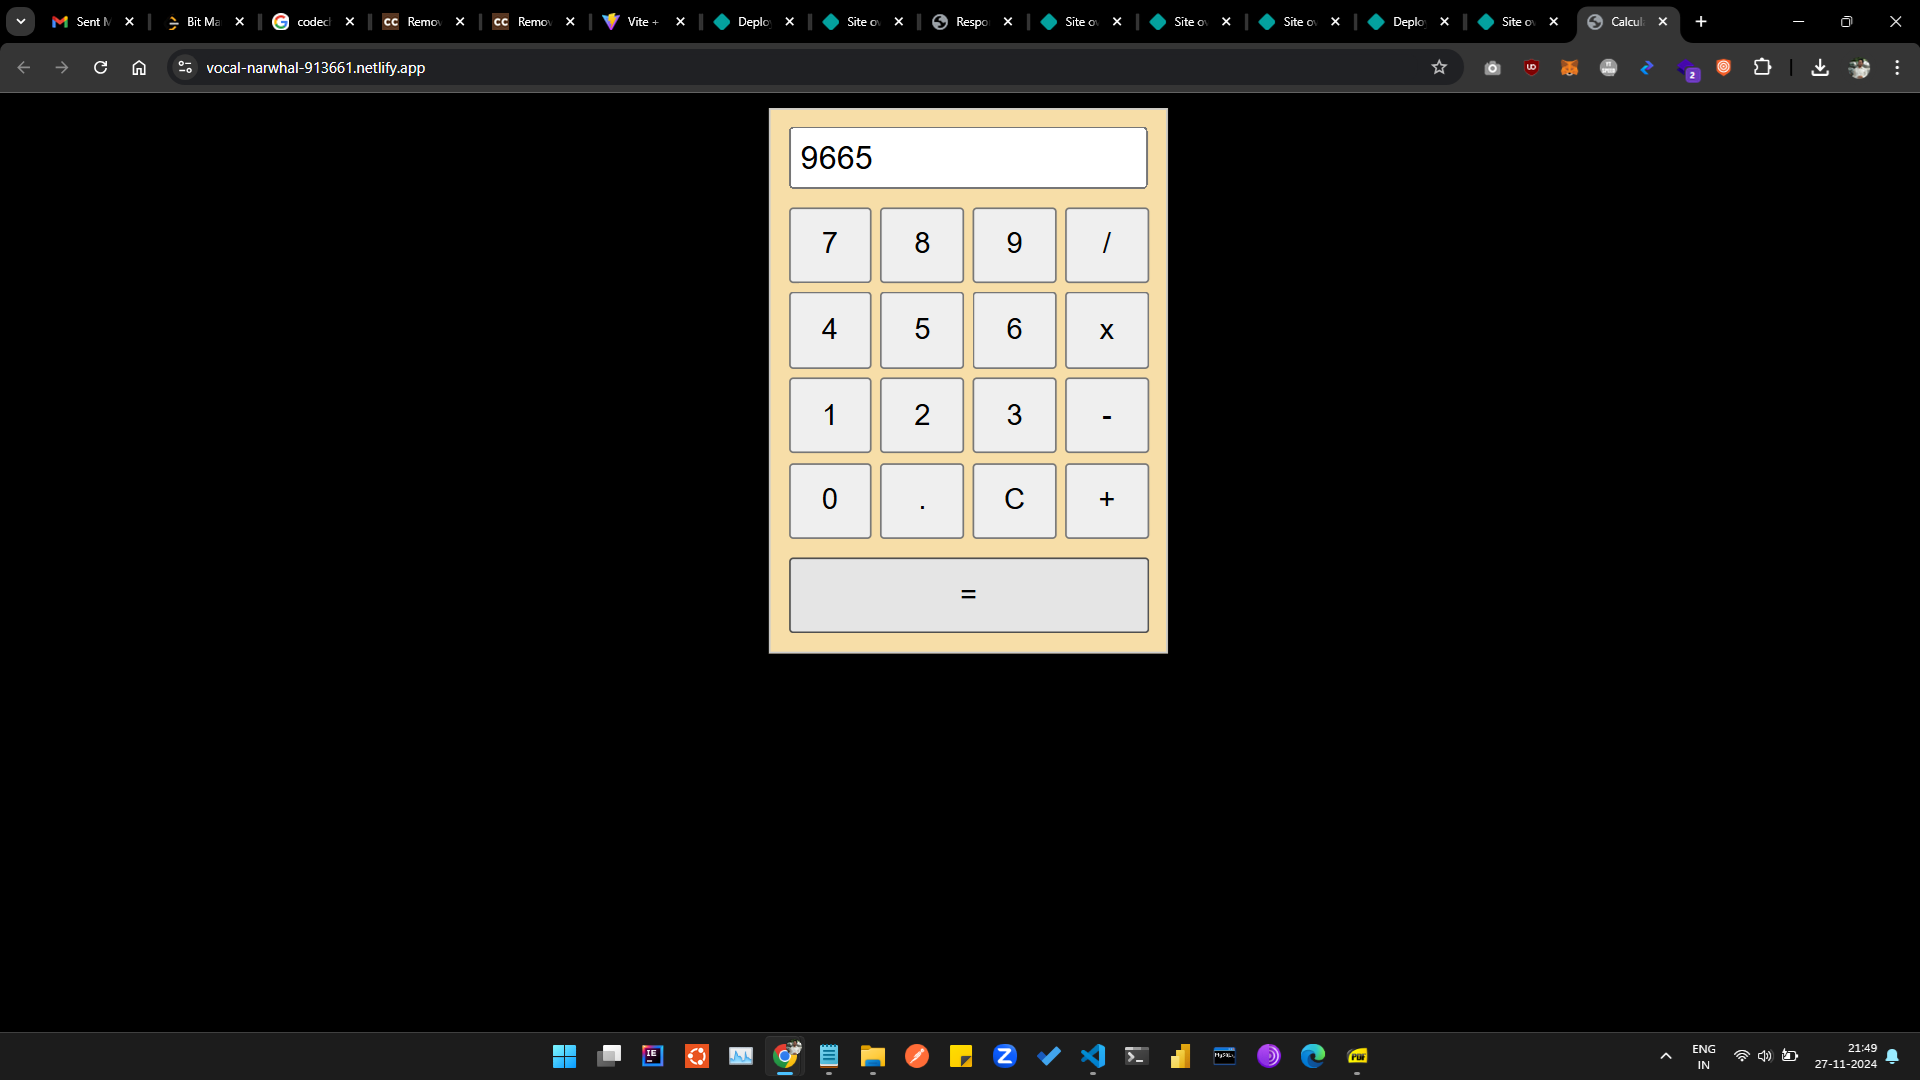 Sent M
Bit Ma
codecl
Remov
Remov
Vite +
Deplo
Site o
Respo
Site o
Site o
Site o
Deplo
Site o
Calcul
vocal-narwhal-913661.netlify.app
2
9665
7 8 9 /
4 5 6 x
1 2 3 -
0 . C +
=
ENG
IN
21:49
27-11-2024